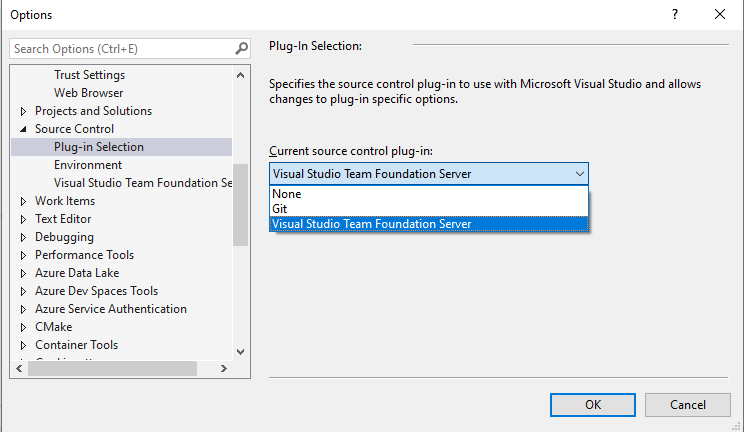 Options
?
Search Options (Ctrl+E)
Trust Settings
Web Browser
Projects and Solutions
Source Control
Plug-in Selection
Environment
Visual Studio Team Foundation Se
Work Items
Text Editor
Debugging
Performance Tools
Azure Data Lake
Azure Dev Spaces Tools
Azure Service Authentication
CMake
Container Tools
Plug-In Selection:
Specifies the source control plug-in to use with Microsoft Visual Studio and allows
changes to plug-in specific options.
Current source control plug-in:
Visual Studio Team Foundation Server
None
Git
Visual Studio Team Foundation Server
OK
Cancel